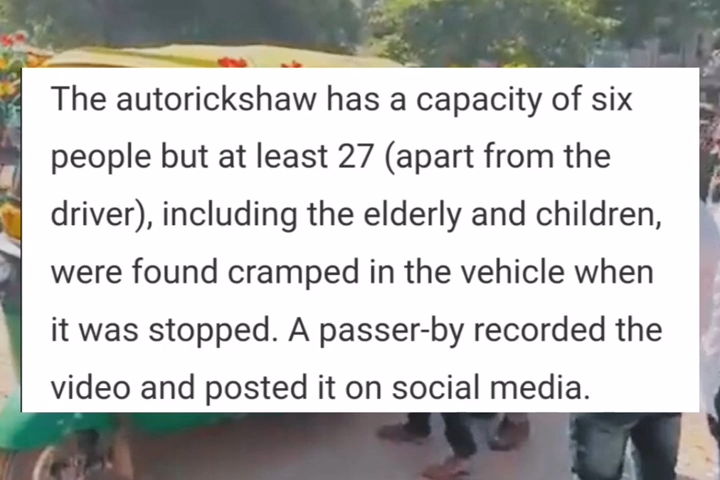 The autorickshaw has a capacity of six
people but at least 27 (apart from the
driver), including the elderly and children,
were found cramped in the vehicle when
it was stopped. A passer-by recorded the
video and posted it on social media.